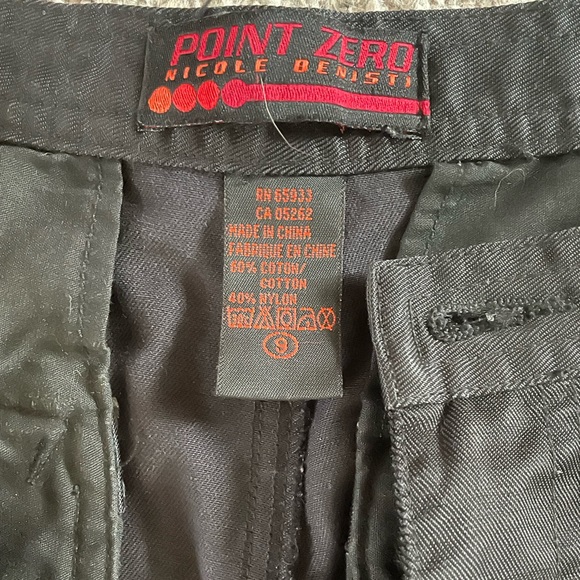 POINT ZERO
NICOLE BENISTI
RN 65933
CA 05262
MADE IN CHINA
FABRIQUE EN CHINE
60% COTON/
COTTON
40% NYLON